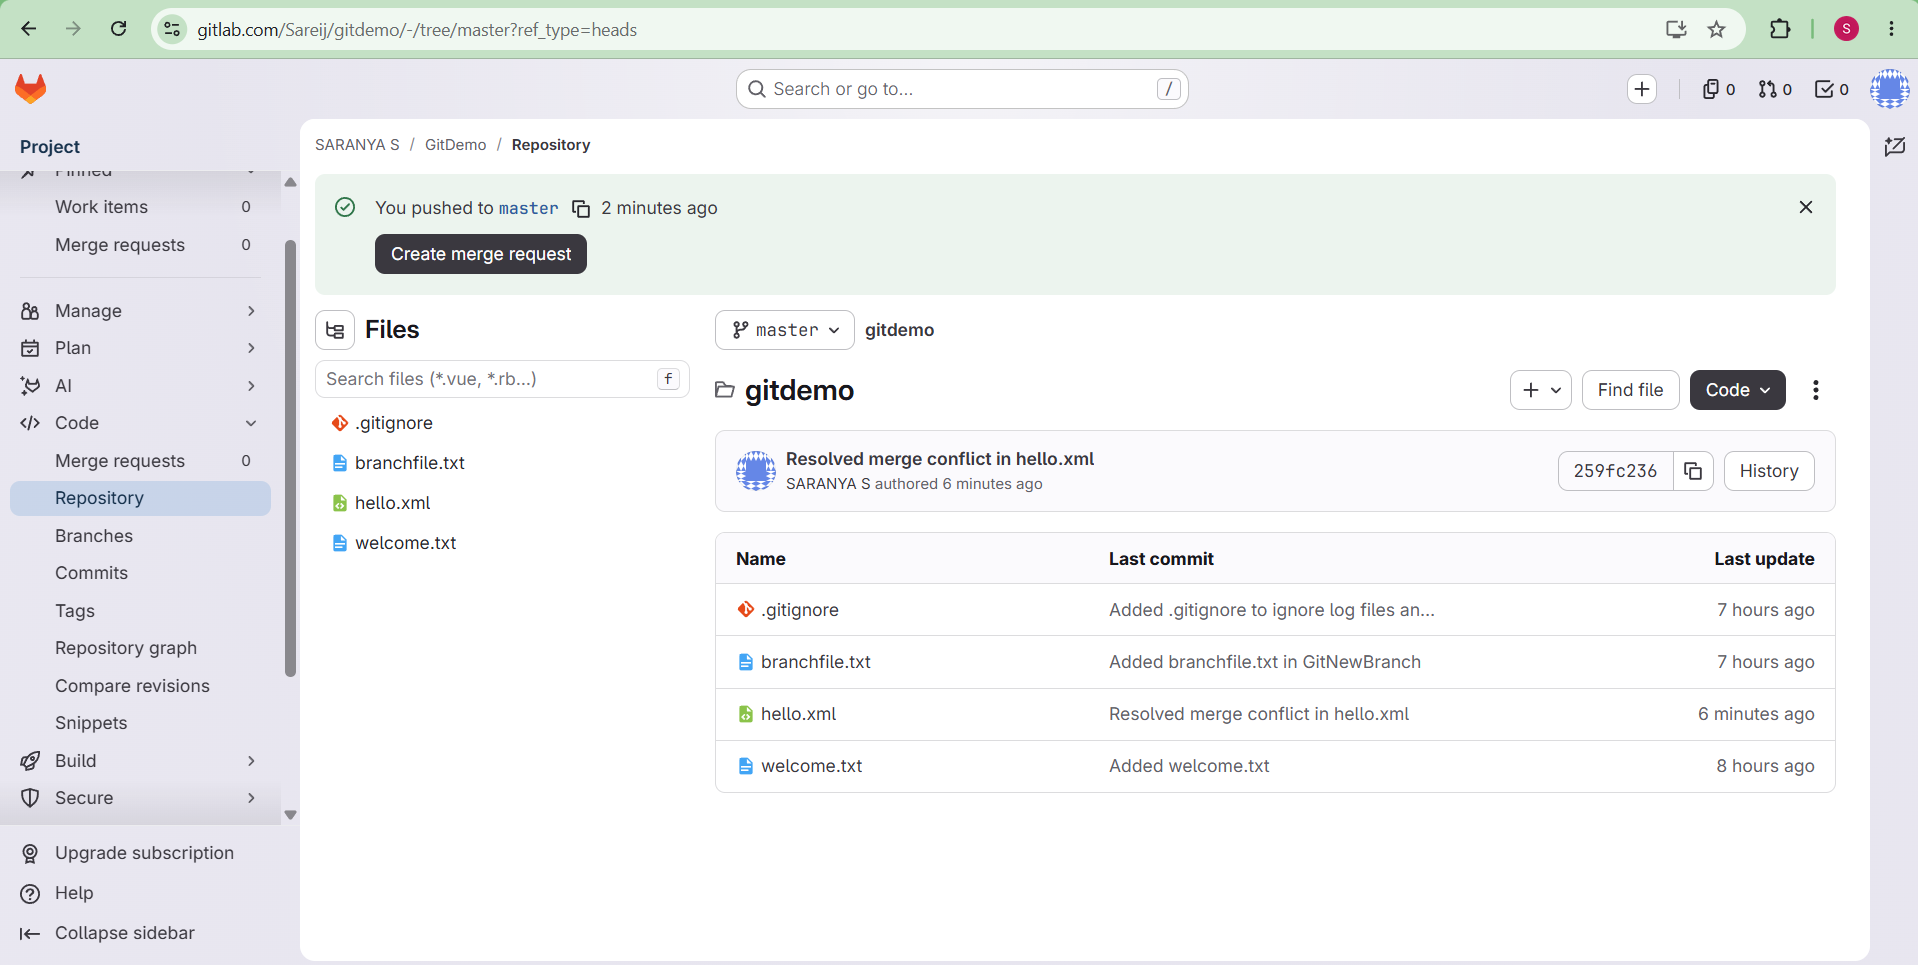 gitlab.com/Sareij/gitdemo/-/tree/master?ref_type=heads
S
Search or go to...
/
0
0
0
Project
Pinned
Work items 0
Merge requests 0
Manage
Plan
AI
Code
Merge requests 0
Repository
Branches
Commits
Tags
Repository graph
Compare revisions
Snippets
Build
Secure
Upgrade subscription
Help
Collapse sidebar
SARANYA S / GitDemo / Repository
You pushed to master 2 minutes ago
Create merge request
Files
Search files (*.vue, *.rb...) f
.gitignore
branchfile.txt
hello.xml
welcome.txt
master gitdemo
gitdemo
Find file
Code
Resolved merge conflict in hello.xml
SARANYA S authored 6 minutes ago
259fc236
History
Name Last commit Last update
.gitignore Added .gitignore to ignore log files an... 7 hours ago
branchfile.txt Added branchfile.txt in GitNewBranch 7 hours ago
hello.xml Resolved merge conflict in hello.xml 6 minutes ago
welcome.txt Added welcome.txt 8 hours ago